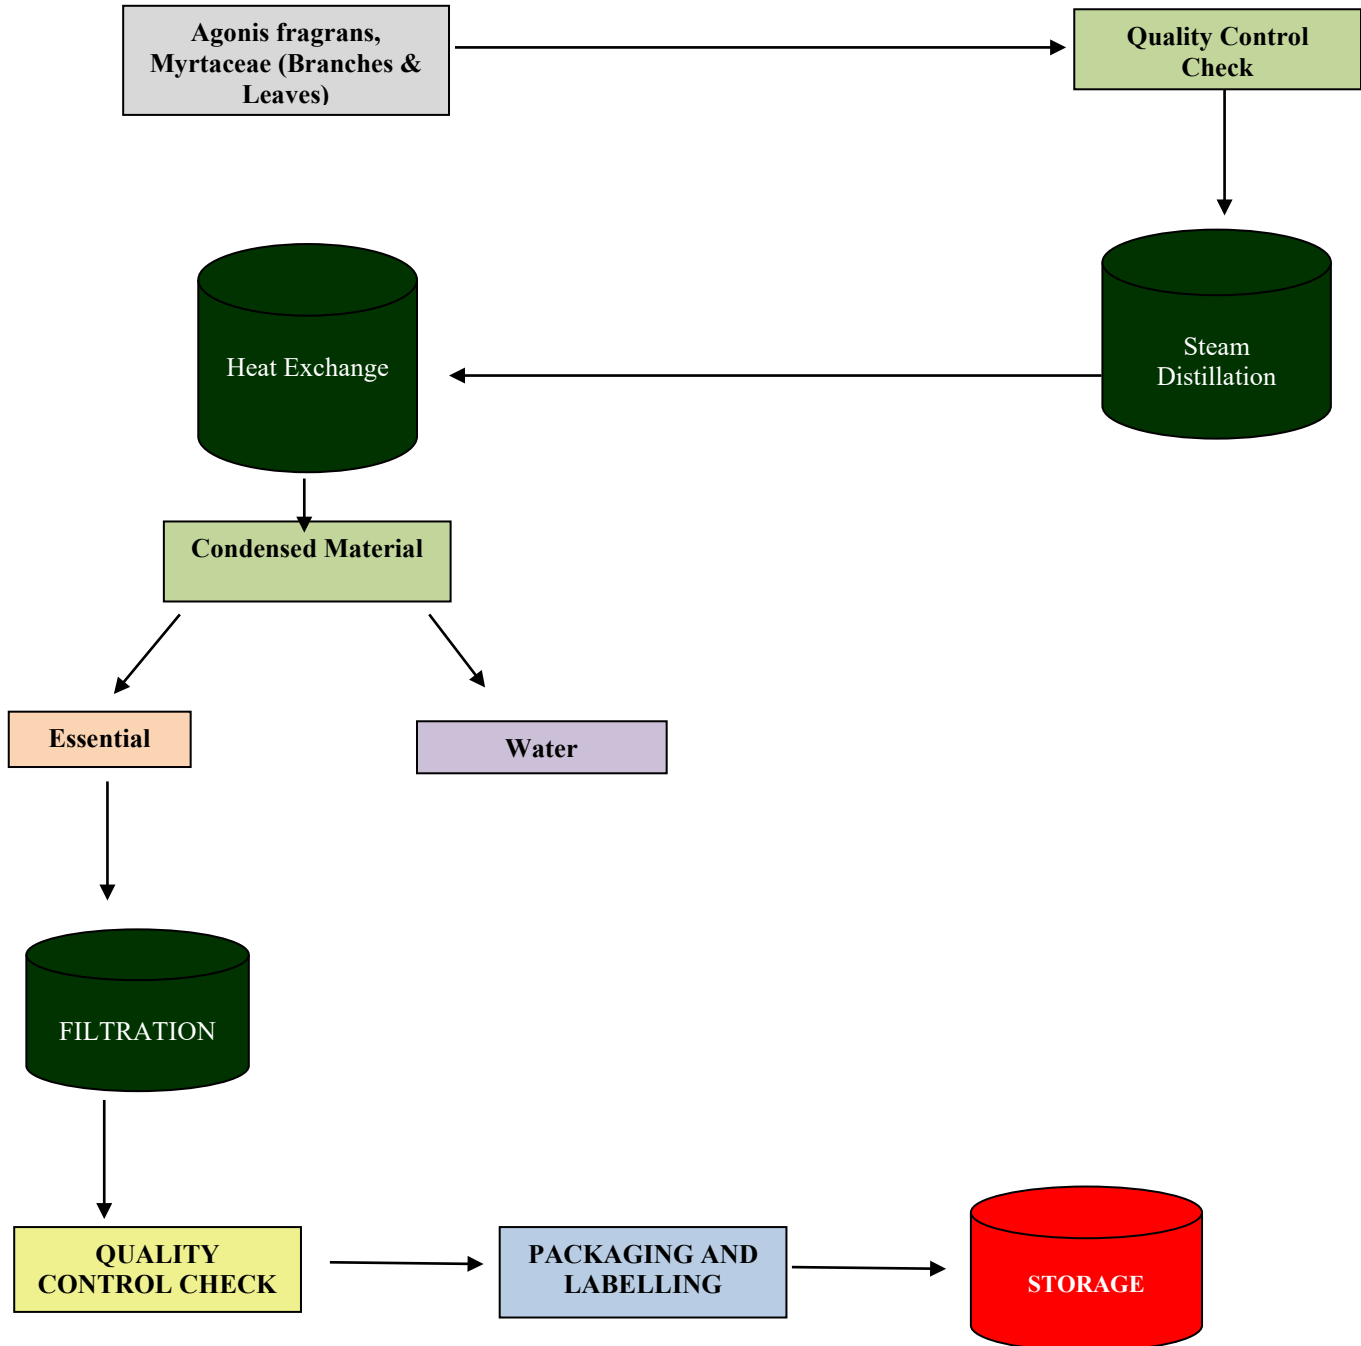 Agonis fragrans,
Myrtaceae (Branches &
Leaves)
Quality Control
Check
Steam
Distillation
Heat Exchange
Condensed Material
Essential
Water
FILTRATION
QUALITY
CONTROL CHECK
PACKAGING AND
LABELLING
STORAGE